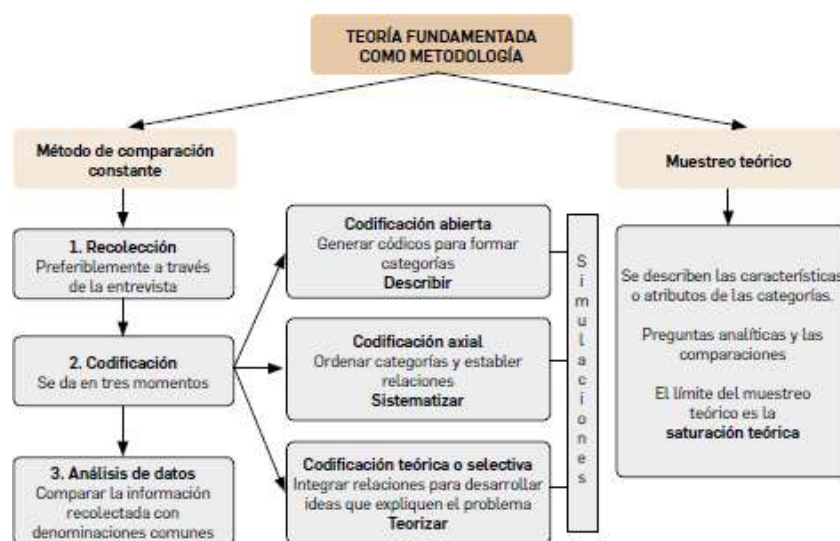 TEORÍA FUNDAMENTADA
COMO METODOLOGÍA
Método de comparación
constante
Muestreo teórico
1. Recolección
Preferiblemente a través
de la entrevista
2. Codificación
Se da en tres momentos
3. Análisis de datos
Comparar la información
recolectada con
denominaciones comunes
Codificación abierta
Generar códicos para formar
categorías
Describir
Codificación axial
Ordenar categorías y establer
relaciones
Sistematizar
Codificación teórica o selectiva
Integrar relaciones para desarrollar
ideas que expliquen el problema
Teorizar
Simulaciones
Se describen las características
o atributos de las categorías.
Preguntas analíticas y las
comparaciones
El límite del muestreo
teórico es la
saturación teórica